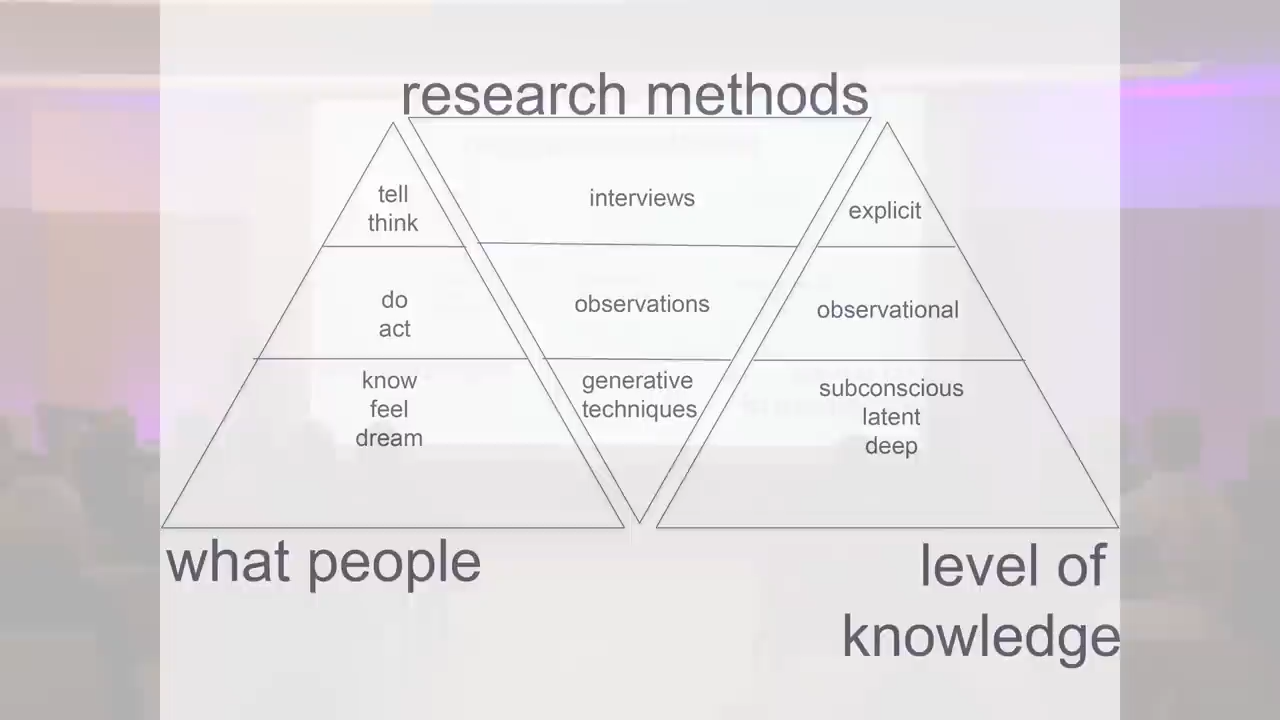 research methods
tell
think
interviews
explicit
do
act
observations
observational
know
feel
dream
generative
techniques
subconscious
latent
deep
what people
level of
knowledge